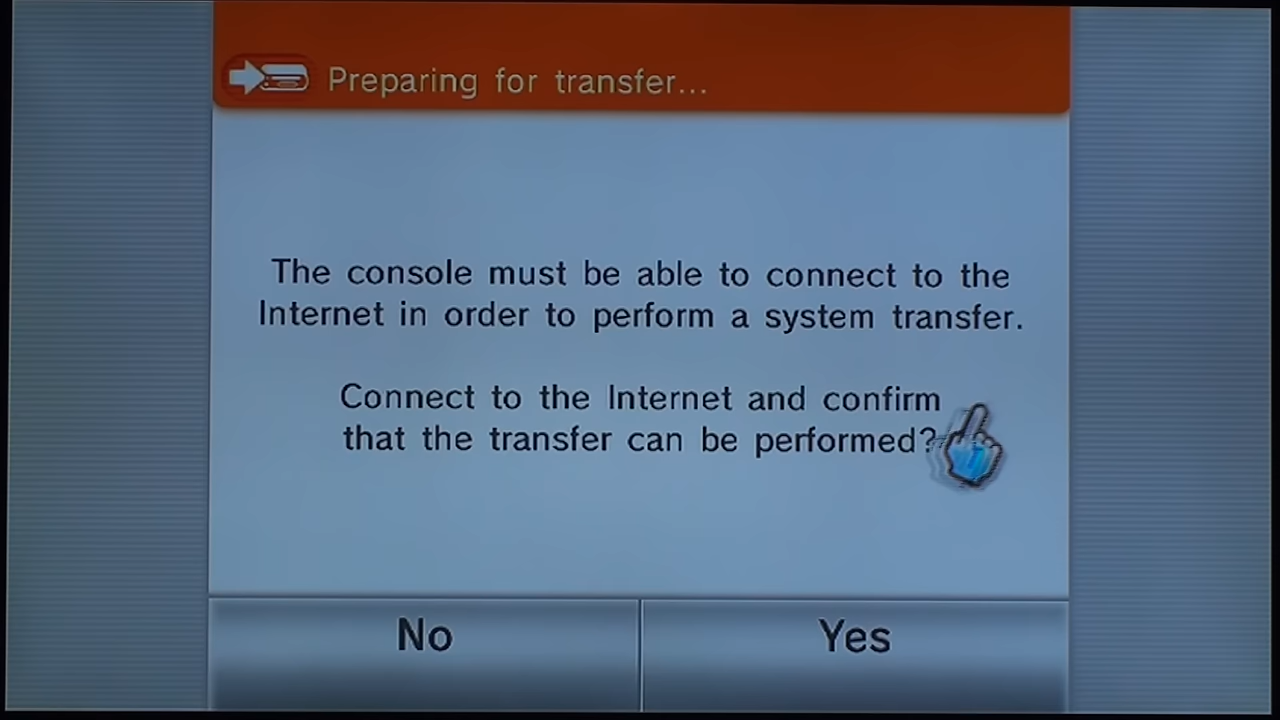 Preparing for transfer...
The console must be able to connect to the
Internet in order to perform a system transfer.
Connect to the Internet and confirm
that the transfer can be performed?
No
Yes